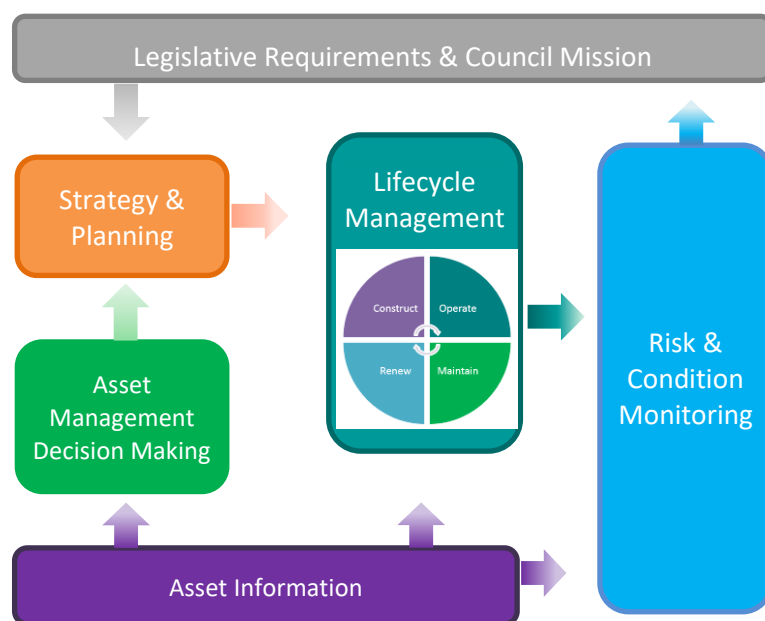 Legislative Requirements & Council Mission
Strategy &
Planning
Lifecycle
Management
Construct
Operate
Renew
Maintain
Asset
Management
Decision Making
Risk &
Condition
Monitoring
Asset Information